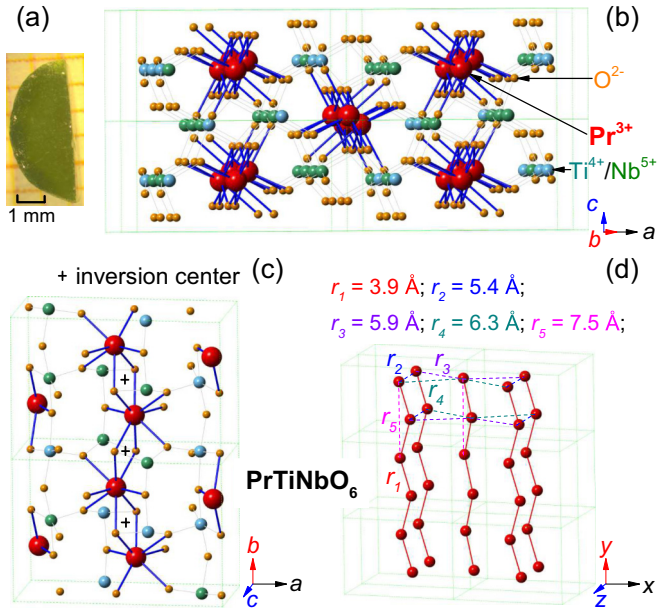 (a)
(b)
O²⁻
Pr³⁺
Ti⁴⁺/Nb⁵⁺
1 mm
c
b
a
+ inversion center
(c)
(d)
r₁ = 3.9 Å; r₂ = 5.4 Å;
r₃ = 5.9 Å; r₄ = 6.3 Å; r₅ = 7.5 Å;
+
+
+
r₂
r₃
r₄
r₅
r₁
PrTiNbO₆
b
a
c
y
x
z